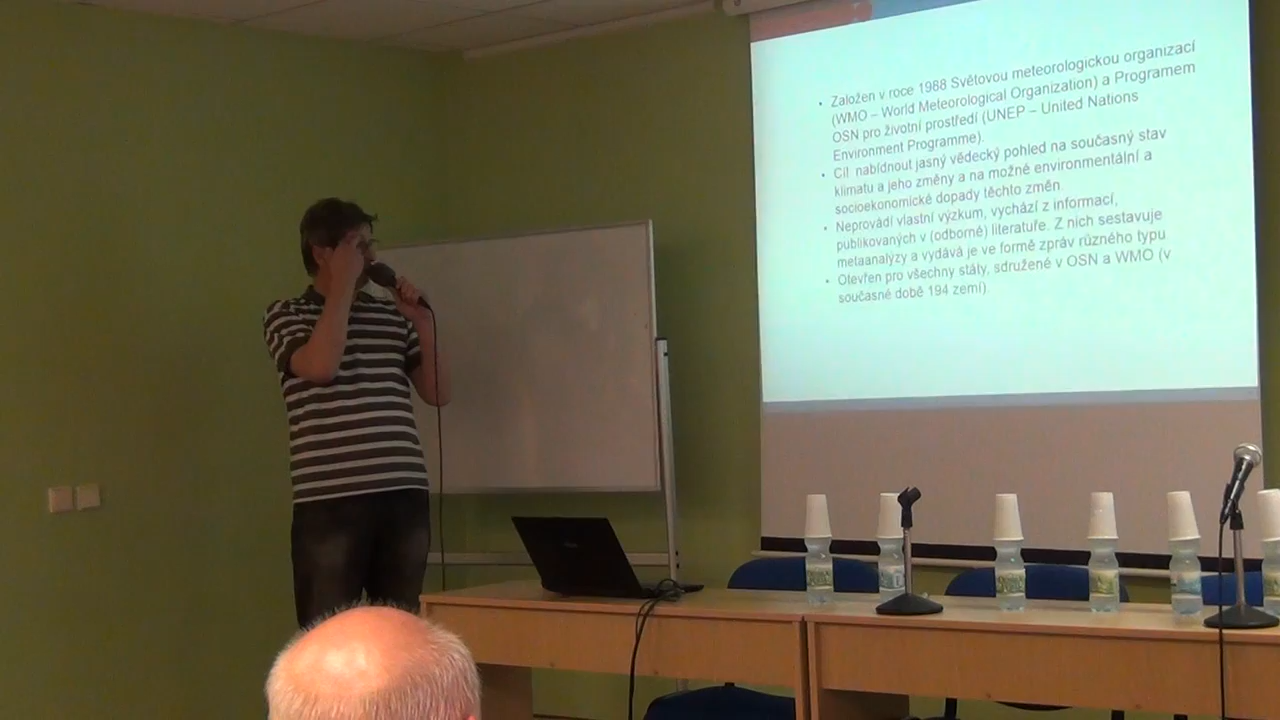 • Založen v roce 1988 Světovou meteorologickou organizací
(WMO – World Meteorological Organization) a Programem
OSN pro životní prostředí (UNEP – United Nations
Environment Programme).
• Cíl: nabídnout jasný vědecký pohled na současný stav
klimatu a jeho změny a na možné environmentální a
socioekonomické dopady těchto změn.
• Neprovádí vlastní výzkum, vychází z informací,
publikovaných v (odborné) literatuře. Z nich sestavuje
metaanalýzy a vydává je ve formě zpráv různého typu
• Otevřen pro všechny státy, sdružené v OSN a WMO (v
současné době 194 zemí)